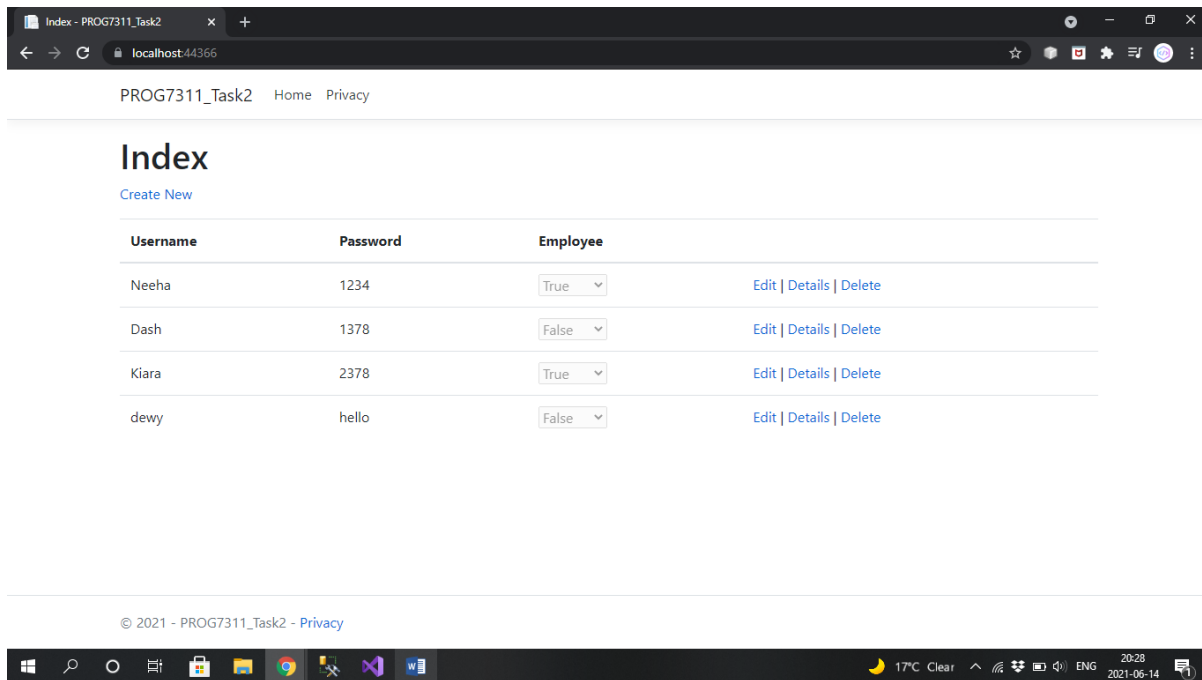 Index - PROG7311_Task2
localhost:44366
PROG7311_Task2 Home Privacy
Index
Create New
Username Password Employee
Neeha 1234 True Edit | Details | Delete
Dash 1378 False Edit | Details | Delete
Kiara 2378 True Edit | Details | Delete
dewy hello False Edit | Details | Delete
© 2021 - PROG7311_Task2 - Privacy
17°C Clear ENG 20:28
2021-06-14